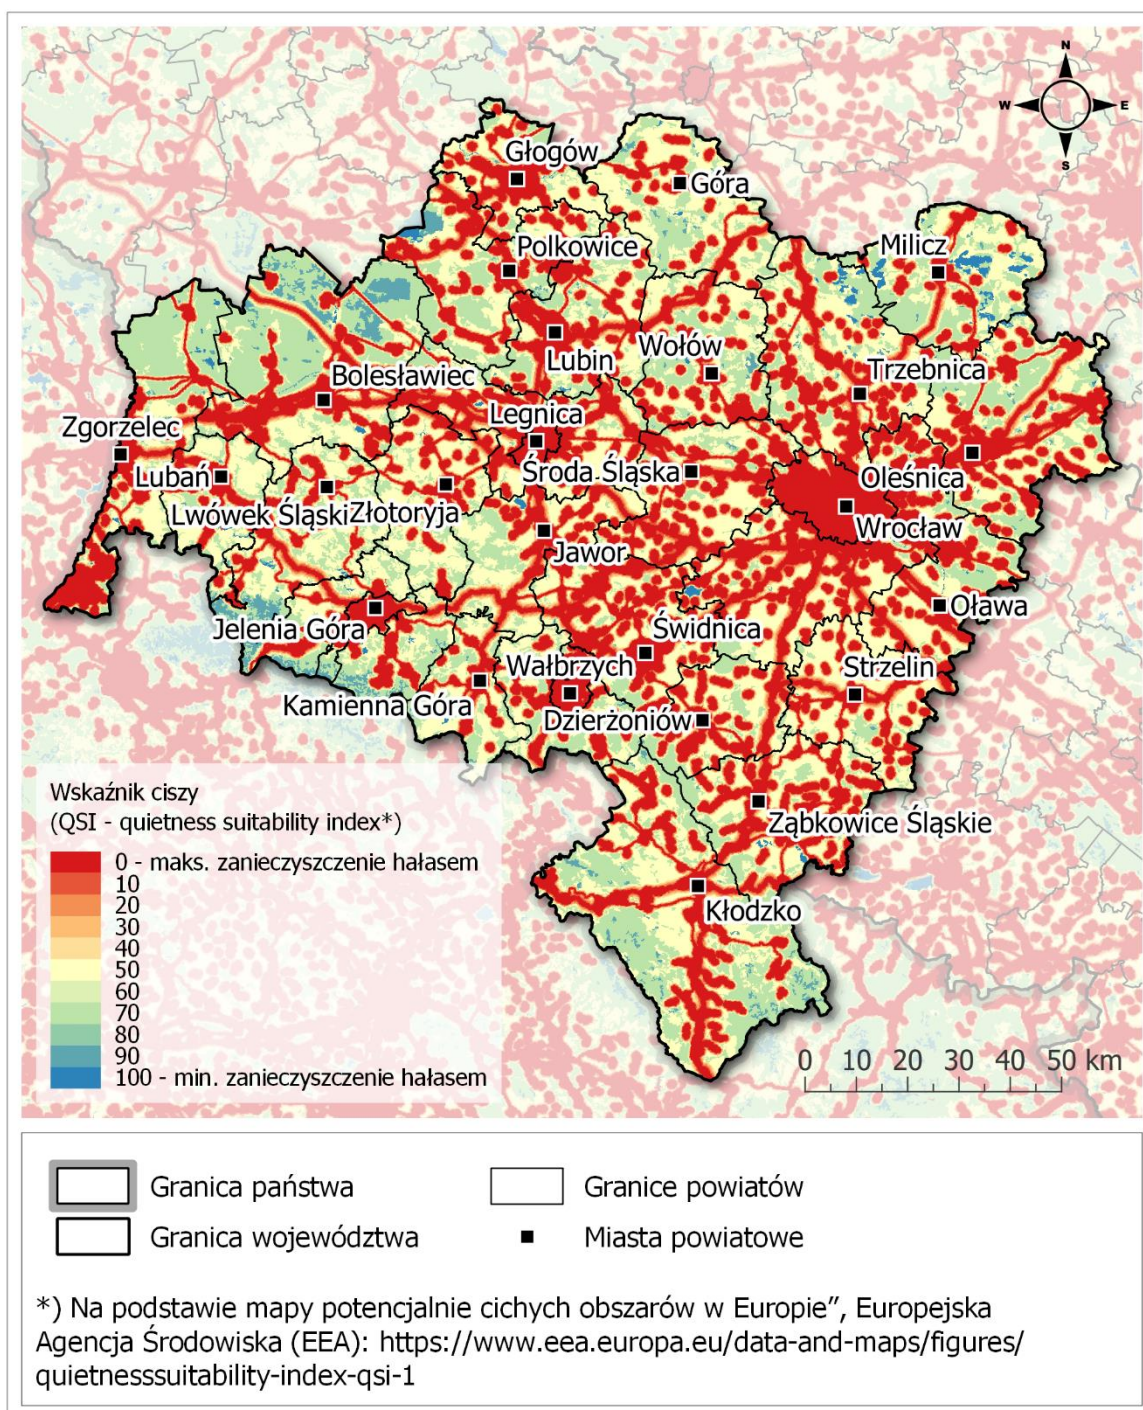 N
W E
S
Głogów
Góra
Polkowice
Milicz
Lubin
Wołów
Trzebnica
Bolesławiec
Legnica
Zgorzelec
Lubań
Środa Śląska
Oleśnica
Lwówek Śląski
Złotoryja
Wrocław
Jawor
Jelenia Góra
Oława
Świdnica
Wałbrzych
Strzelin
Kamienna Góra
Dzierżoniów
Ząbkowice Śląskie
Kłodzko
Wskaźnik ciszy
(QSI - quietness suitability index*)
0 - maks. zanieczyszczenie hałasem
10
20
30
40
50
60
70
80
90
100 - min. zanieczyszczenie hałasem
0 10 20 30 40 50 km
Granica państwa
Granice powiatów
Granica województwa
Miasta powiatowe
*) Na podstawie mapy potencjalnie cichych obszarów w Europie”, Europejska
Agencja Środowiska (EEA): https://www.eea.europa.eu/data-and-maps/figures/
quietnesssuitability-index-qsi-1